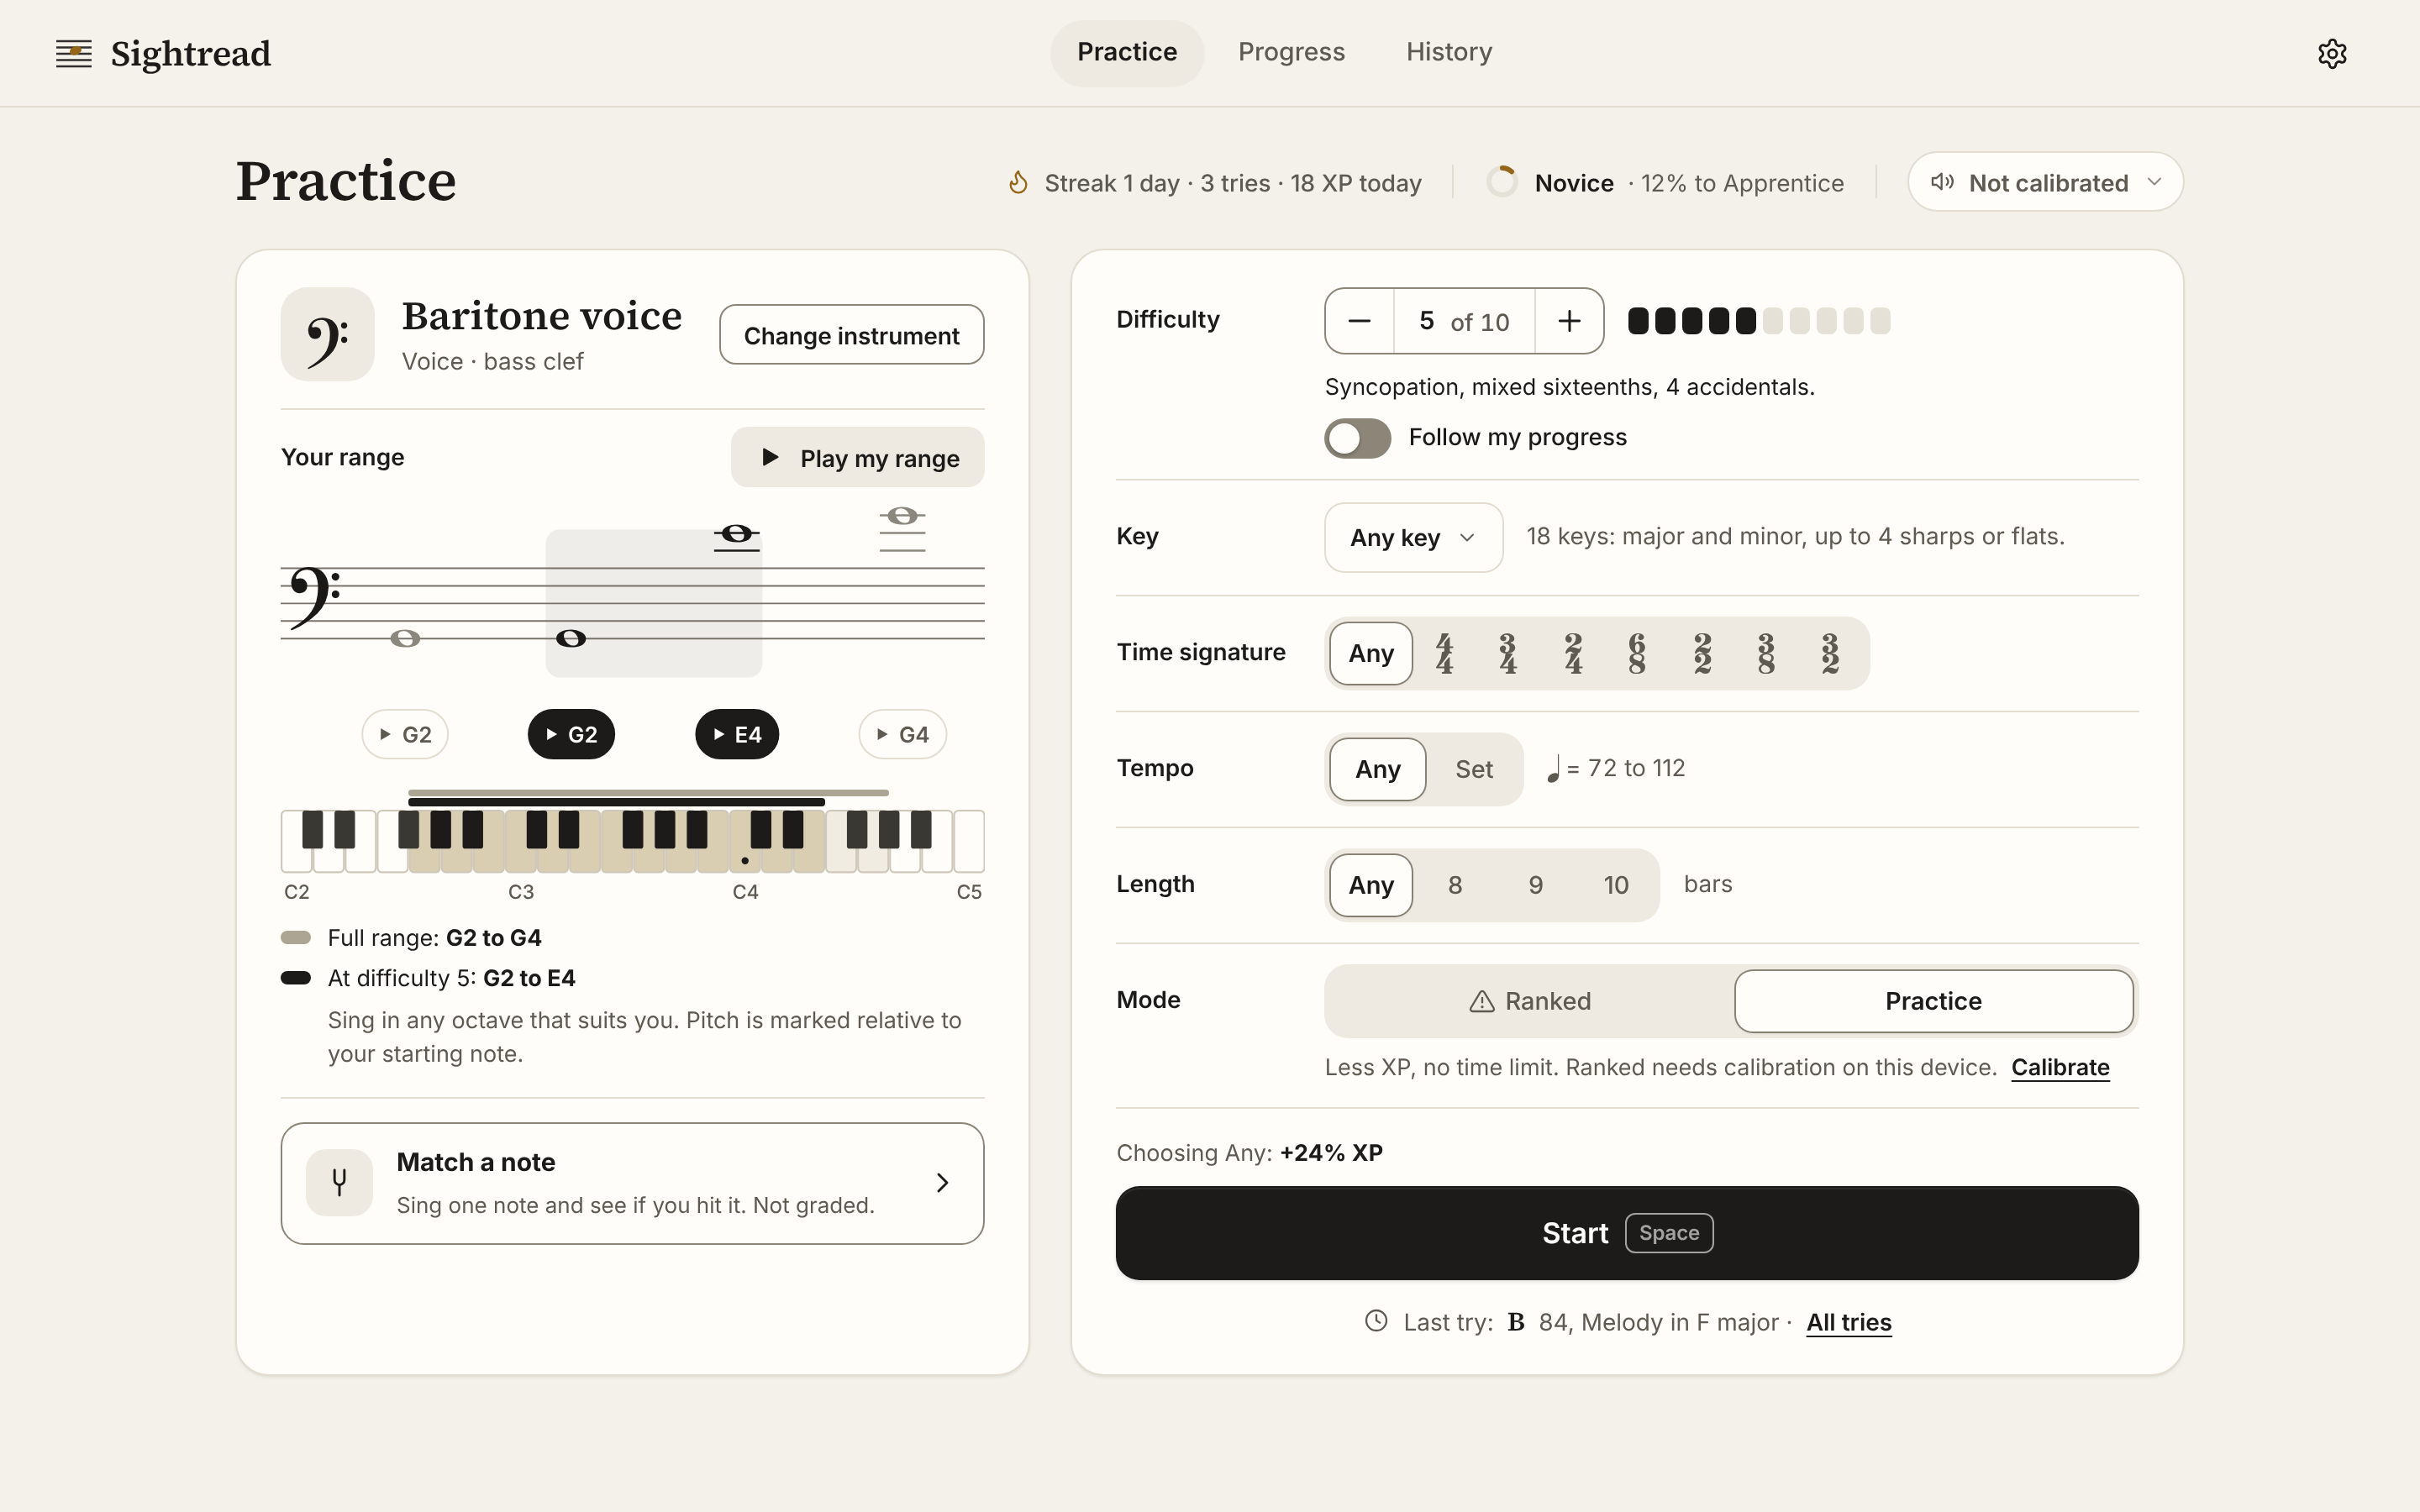 Sightread
Practice
Progress
History
Practice
Streak 1 day · 3 tries · 18 XP today
Novice · 12% to Apprentice
Not calibrated
Baritone voice
Voice · bass clef
Change instrument
Your range
Play my range
G2
G2
E4
G4
C2
C3
C4
C5
Full range: G2 to G4
At difficulty 5: G2 to E4
Sing in any octave that suits you. Pitch is marked relative to
your starting note.
Match a note
Sing one note and see if you hit it. Not graded.
Difficulty
5 of 10
Syncopation, mixed sixteenths, 4 accidentals.
Follow my progress
Key
Any key
18 keys: major and minor, up to 4 sharps or flats.
Time signature
Any 4/4 3/4 2/4 6/8 2/2 3/8 3/2
Tempo
Any Set
= 72 to 112
Length
Any 8 9 10 bars
Mode
Ranked
Practice
Less XP, no time limit. Ranked needs calibration on this device. Calibrate
Choosing Any: +24% XP
Start Space
Last try: B 84, Melody in F major · All tries